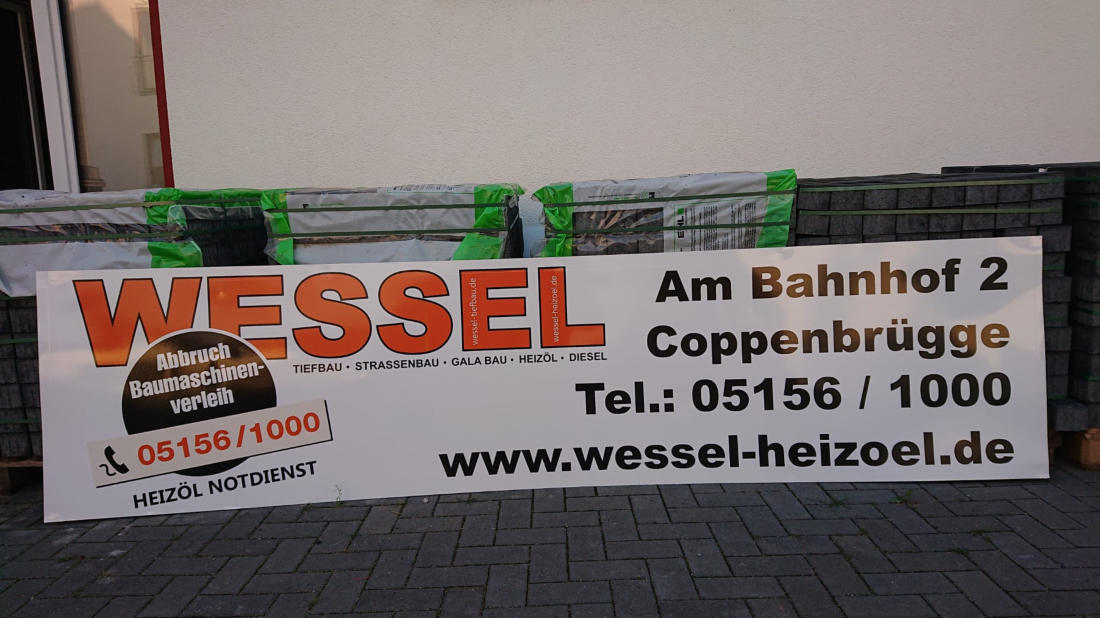 WESSEL
wessel-tiefbau.de
wessel-heizoel.de
TIEFBAU • STRASSENBAU • GALA BAU • HEIZÖL • DIESEL
Abbruch
Baumaschinen-
verleih
05156/1000
HEIZÖL NOTDIENST
Am Bahnhof 2
Coppenbrügge
Tel.: 05156 / 1000
www.wessel-heizoel.de